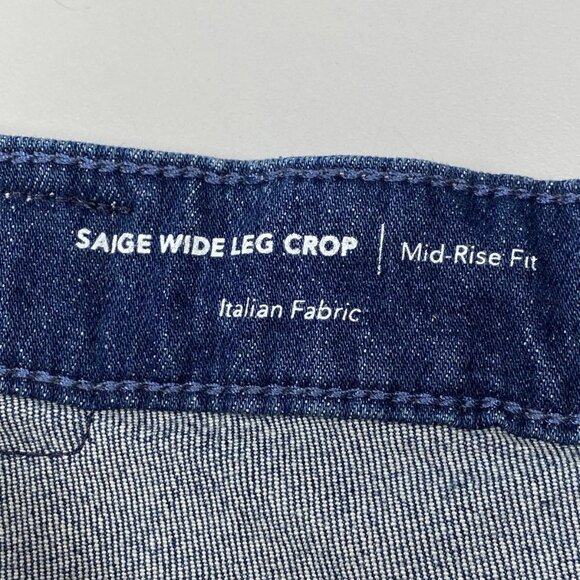 SAIGE WIDE LEG CROP | Mid-Rise Fit
Italian Fabric